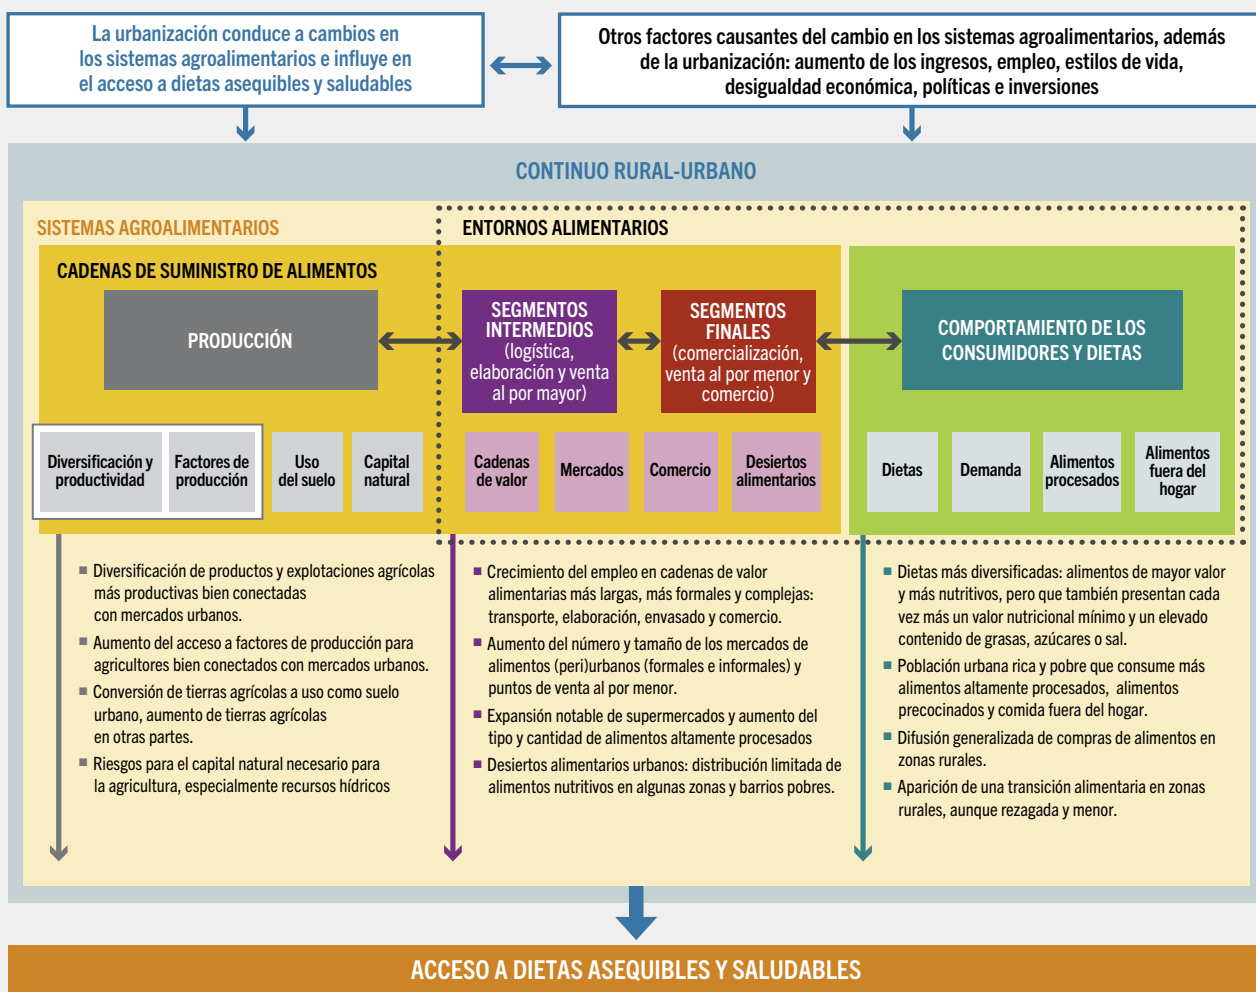 La urbanización conduce a cambios en
los sistemas agroalimentarios e influye en
el acceso a dietas asequibles y saludables
Otros factores causantes del cambio en los sistemas agroalimentarios, además
de la urbanización: aumento de los ingresos, empleo, estilos de vida,
desigualdad económica, políticas e inversiones
CONTINUO RURAL-URBANO
SISTEMAS AGROALIMENTARIOS
ENTORNOS ALIMENTARIOS
CADENAS DE SUMINISTRO DE ALIMENTOS
PRODUCCIÓN
SEGMENTOS
INTERMEDIOS
(logística,
elaboración y venta
al por mayor)
SEGMENTOS
FINALES
(comercialización,
venta al por menor y
comercio)
COMPORTAMIENTO DE LOS
CONSUMIDORES Y DIETAS
Diversificación y
productividad
Factores de
producción
Uso
del suelo
Capital
natural
Cadenas
de valor
Mercados
Comercio
Desiertos
alimentarios
Dietas
Demanda
Alimentos
procesados
Alimentos
fuera del
hogar
■ Diversificación de productos y explotaciones agrícolas
más productivas bien conectadas
con mercados urbanos.
■ Aumento del acceso a factores de producción para
agricultores bien conectados con mercados urbanos.
■ Conversión de tierras agrícolas a uso como suelo
urbano, aumento de tierras agrícolas
en otras partes.
■ Riesgos para el capital natural necesario para
la agricultura, especialmente recursos hídricos
■ Crecimiento del empleo en cadenas de valor
alimentarias más largas, más formales y complejas:
transporte, elaboración, envasado y comercio.
■ Aumento del número y tamaño de los mercados de
alimentos (peri)urbanos (formales e informales) y
puntos de venta al por menor.
■ Expansión notable de supermercados y aumento del
tipo y cantidad de alimentos altamente procesados
■ Desiertos alimentarios urbanos: distribución limitada de
alimentos nutritivos en algunas zonas y barrios pobres.
■ Dietas más diversificadas: alimentos de mayor valor
y más nutritivos, pero que también presentan cada
vez más un valor nutricional mínimo y un elevado
contenido de grasas, azúcares o sal.
■ Población urbana rica y pobre que consume más
alimentos altamente procesados, alimentos
precocinados y comida fuera del hogar.
■ Difusión generalizada de compras de alimentos en
zonas rurales.
■ Aparición de una transición alimentaria en zonas
rurales, aunque rezagada y menor.
ACCESO A DIETAS ASEQUIBLES Y SALUDABLES